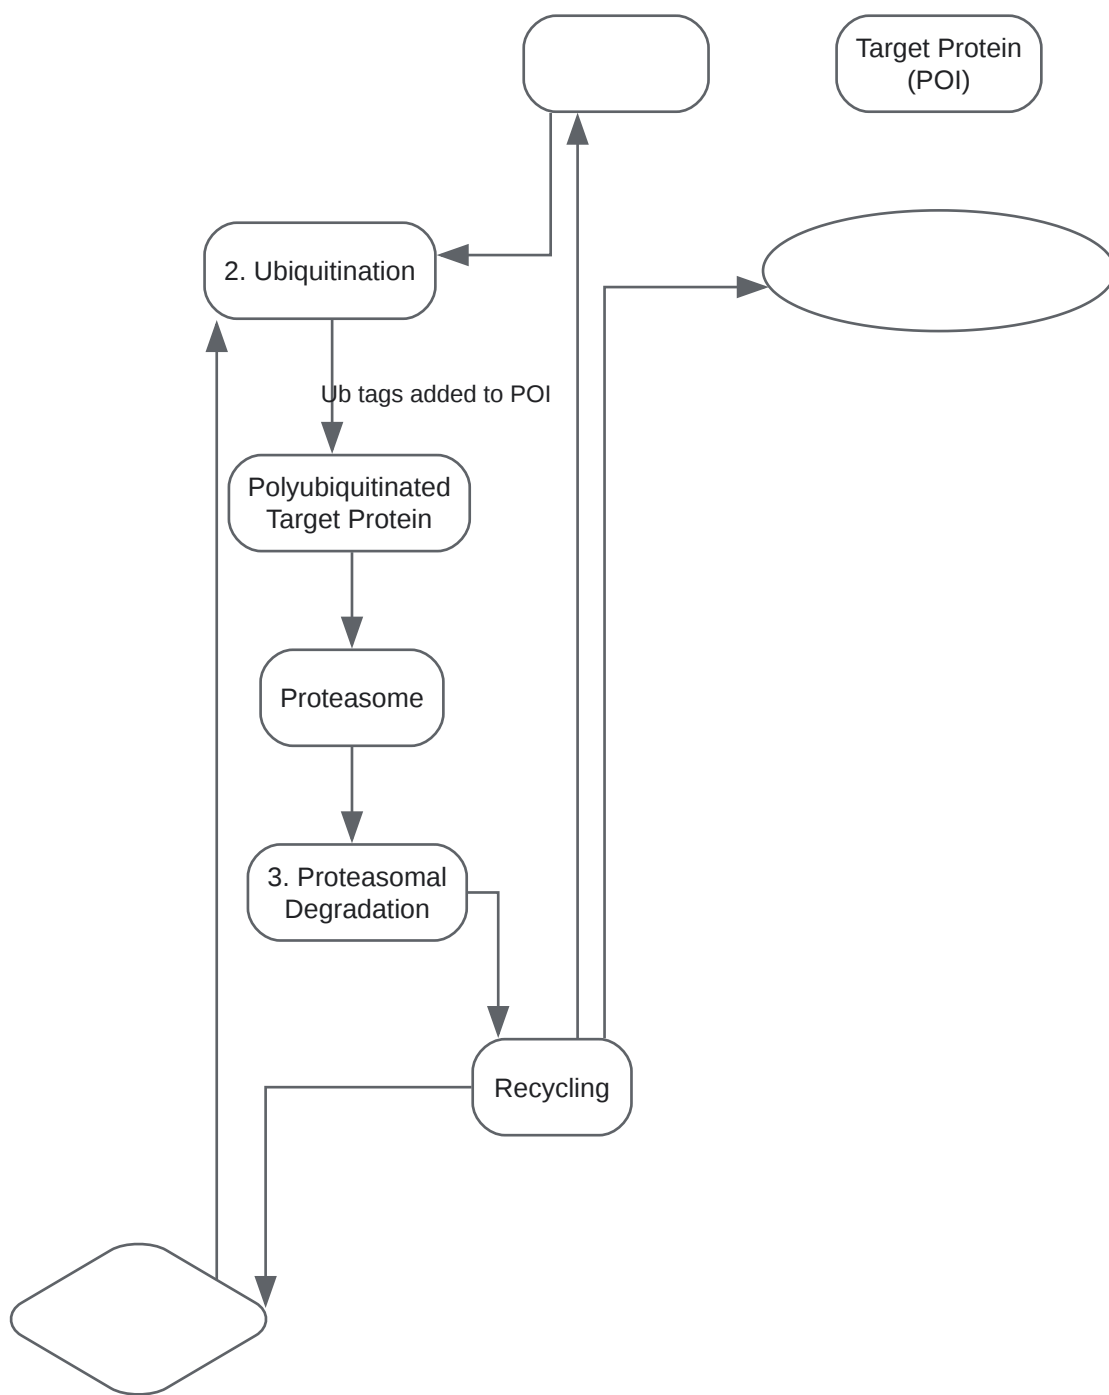 Target Protein
(POI)
2. Ubiquitination
Ub tags added to POI
Polyubiquitinated
Target Protein
Proteasome
3. Proteasomal
Degradation
Recycling